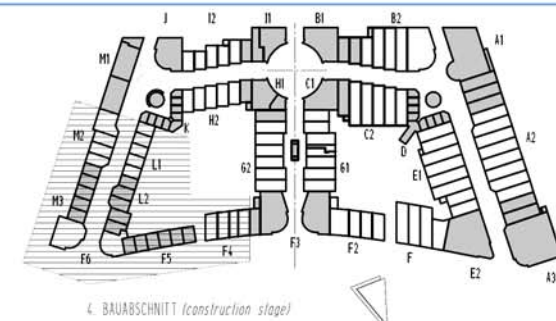 J I2 I1 B1 B2 A1
M1
H1 C1
K H2 C2 D A2
M2 L1
G2 G1 E1
M3 L2
F6 F5 F4 F3 F2 F E2 A3
4. BAUABSCHNITT (construction stage)